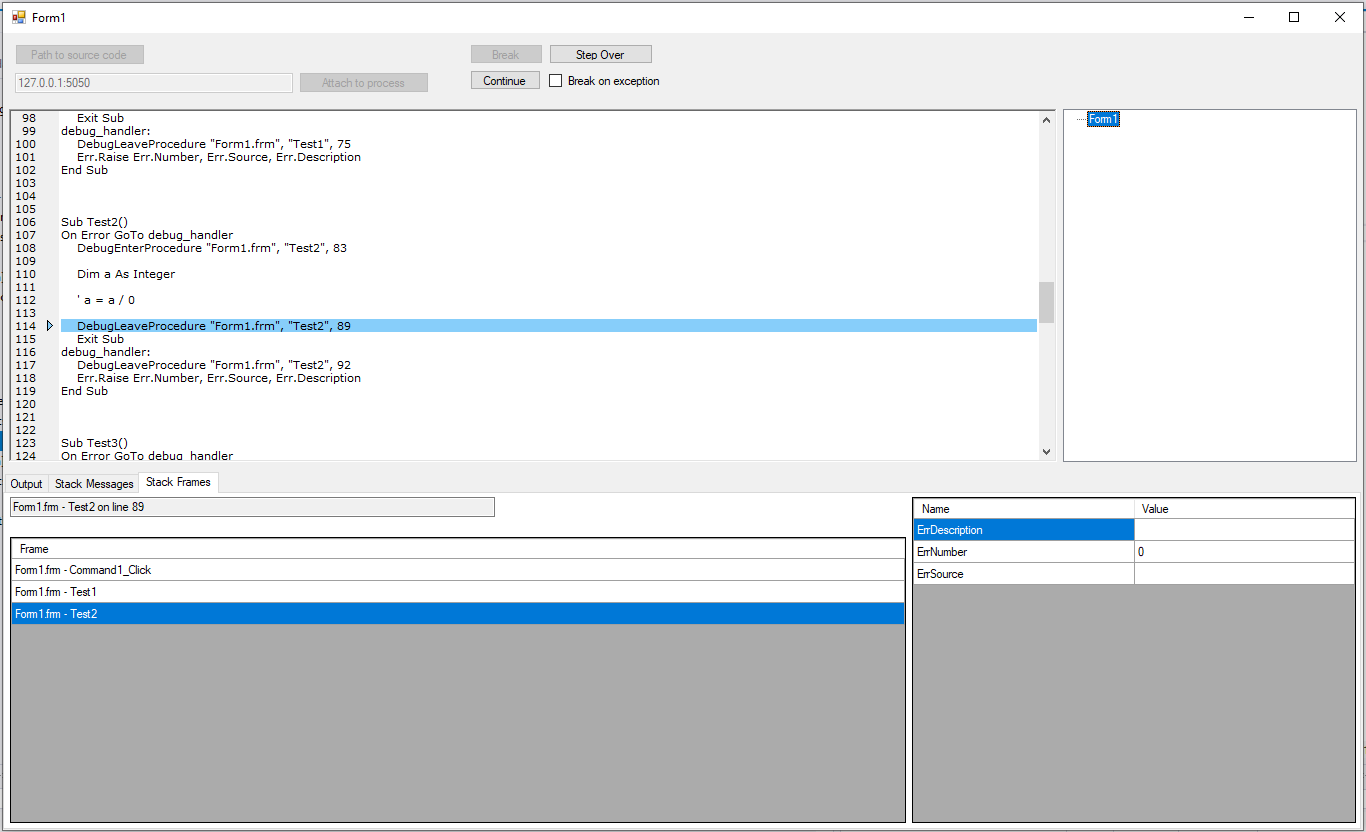 Form1
Path to source code
Break
Step Over
127.0.0.1:5050
Attach to process
Continue
Break on exception
98 Exit Sub
99 debug_handler:
100 DebugLeaveProcedure "Form1.frm", "Test1", 75
101 Err.Raise Err.Number, Err.Source, Err.Description
102 End Sub
103
104
105
106 Sub Test2()
107 On Error GoTo debug_handler
108 DebugEnterProcedure "Form1.frm", "Test2", 83
109
110 Dim a As Integer
111
112 ' a = a / 0
113
114 DebugLeaveProcedure "Form1.frm", "Test2", 89
115 Exit Sub
116 debug_handler:
117 DebugLeaveProcedure "Form1.frm", "Test2", 92
118 Err.Raise Err.Number, Err.Source, Err.Description
119 End Sub
120
121
122
123 Sub Test3()
124 On Error GoTo debug_handler
Form1
Output
Stack Messages
Stack Frames
Form1.frm - Test2 on line 89
Frame
Form1.frm - Command1_Click
Form1.frm - Test1
Form1.frm - Test2
Name Value
ErrDescription
ErrNumber 0
ErrSource